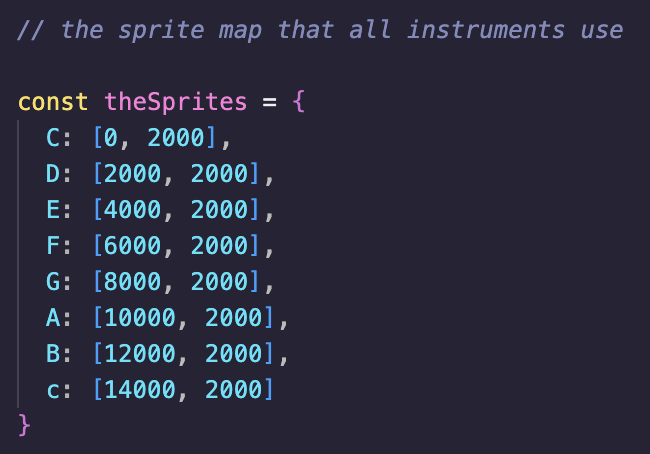 // the sprite map that all instruments use
const theSprites = {
C: [0, 2000],
D: [2000, 2000],
E: [4000, 2000],
F: [6000, 2000],
G: [8000, 2000],
A: [10000, 2000],
B: [12000, 2000],
c: [14000, 2000]
}